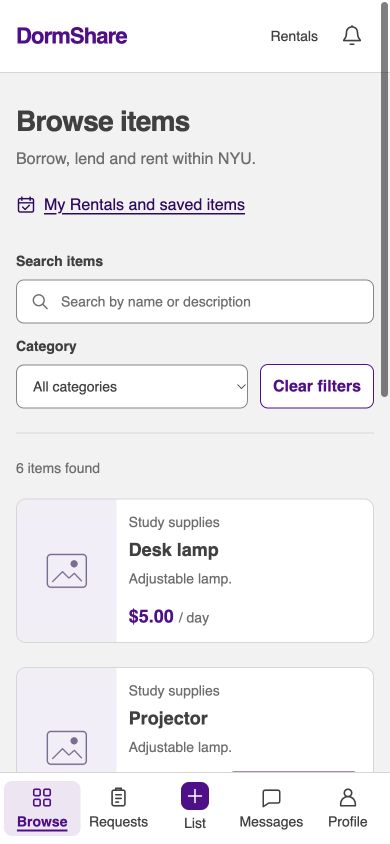 DormShare
Rentals
Browse items
Borrow, lend and rent within NYU.
My Rentals and saved items
Search items
Search by name or description
Category
All categories
Clear filters
6 items found
Study supplies
Desk lamp
Adjustable lamp.
$5.00 / day
Study supplies
Projector
Adjustable lamp.
Browse
Requests
List
Messages
Profile